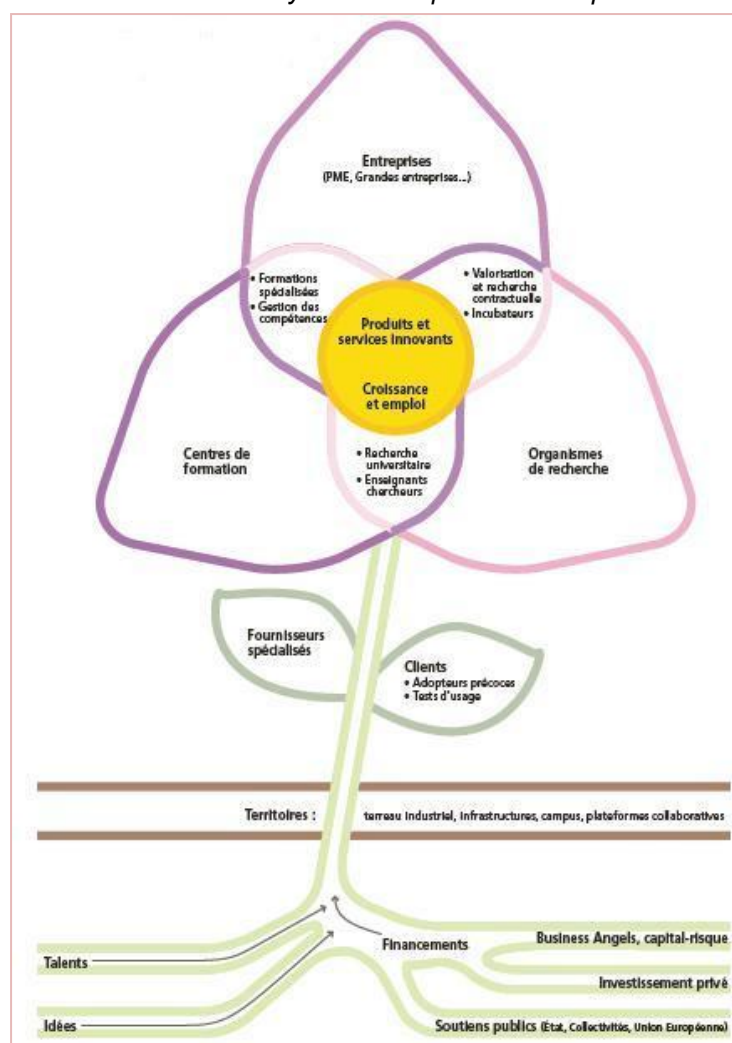 Entreprises
(PME, Grandes entreprises...)
• Formations
spécialisées
• Gestion des
compétences
• Valorisation
et recherche
contractuelle
• Incubateurs
Produits et
services innovants
Croissance
et emploi
Centres de
formation
• Recherche
universitaire
• Enseignants
chercheurs
Organismes
de recherche
Fournisseurs
spécialisés
Clients
• Adopteurs précoces
• Tests d'usage
Territoires : terreau industriel, infrastructures, campus, plateformes collaboratives
Talents
Financements
Business Angels, capital-risque
Investissement privé
Idées
Soutiens publics (État, Collectivités, Union Européenne)